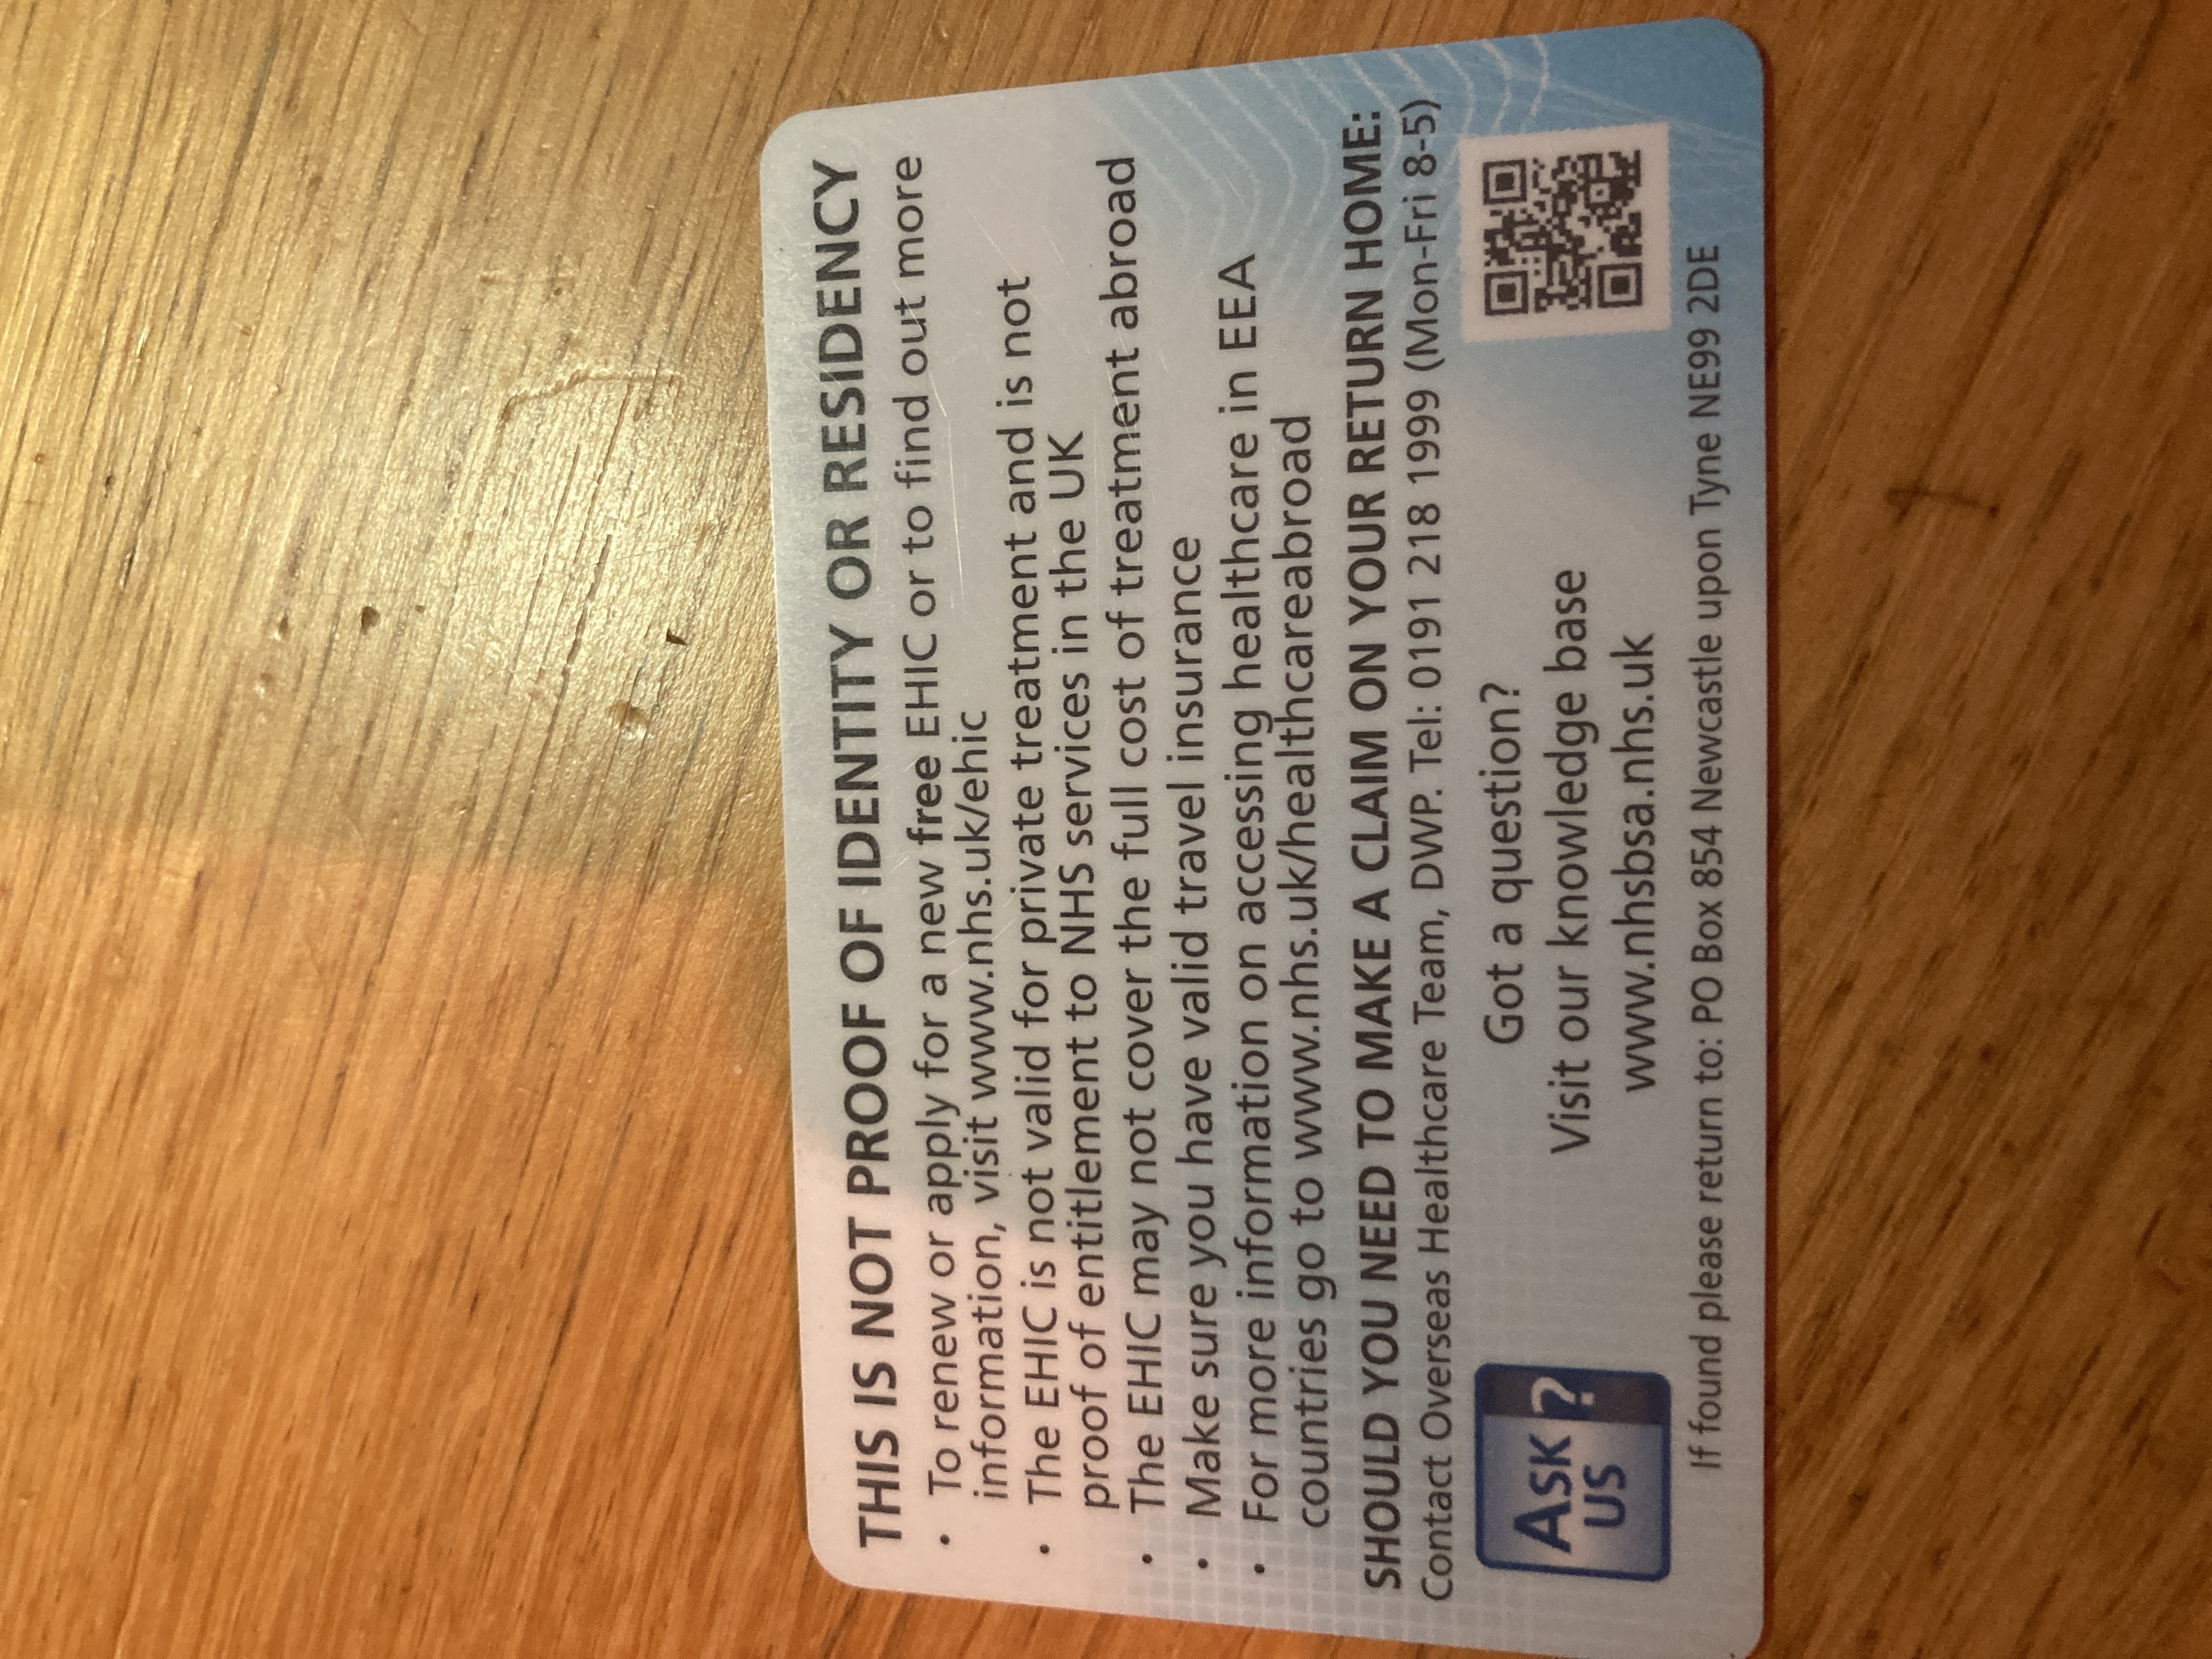 THIS IS NOT PROOF OF IDENTITY OR RESIDENCY
• To renew or apply for a new free EHIC or to find out more
information, visit www.nhs.uk/ehic
• The EHIC is not valid for private treatment and is not
proof of entitlement to NHS services in the UK
• The EHIC may not cover the full cost of treatment abroad
• Make sure you have valid travel insurance
• For more information on accessing healthcare in EEA
countries go to www.nhs.uk/healthcareabroad
SHOULD YOU NEED TO MAKE A CLAIM ON YOUR RETURN HOME:
Contact Overseas Healthcare Team, DWP. Tel: 0191 218 1999 (Mon-Fri 8-5)
ASK
US
?
Got a question?
Visit our knowledge base
www.nhsbsa.nhs.uk
If found please return to: PO Box 854 Newcastle upon Tyne NE99 2DE